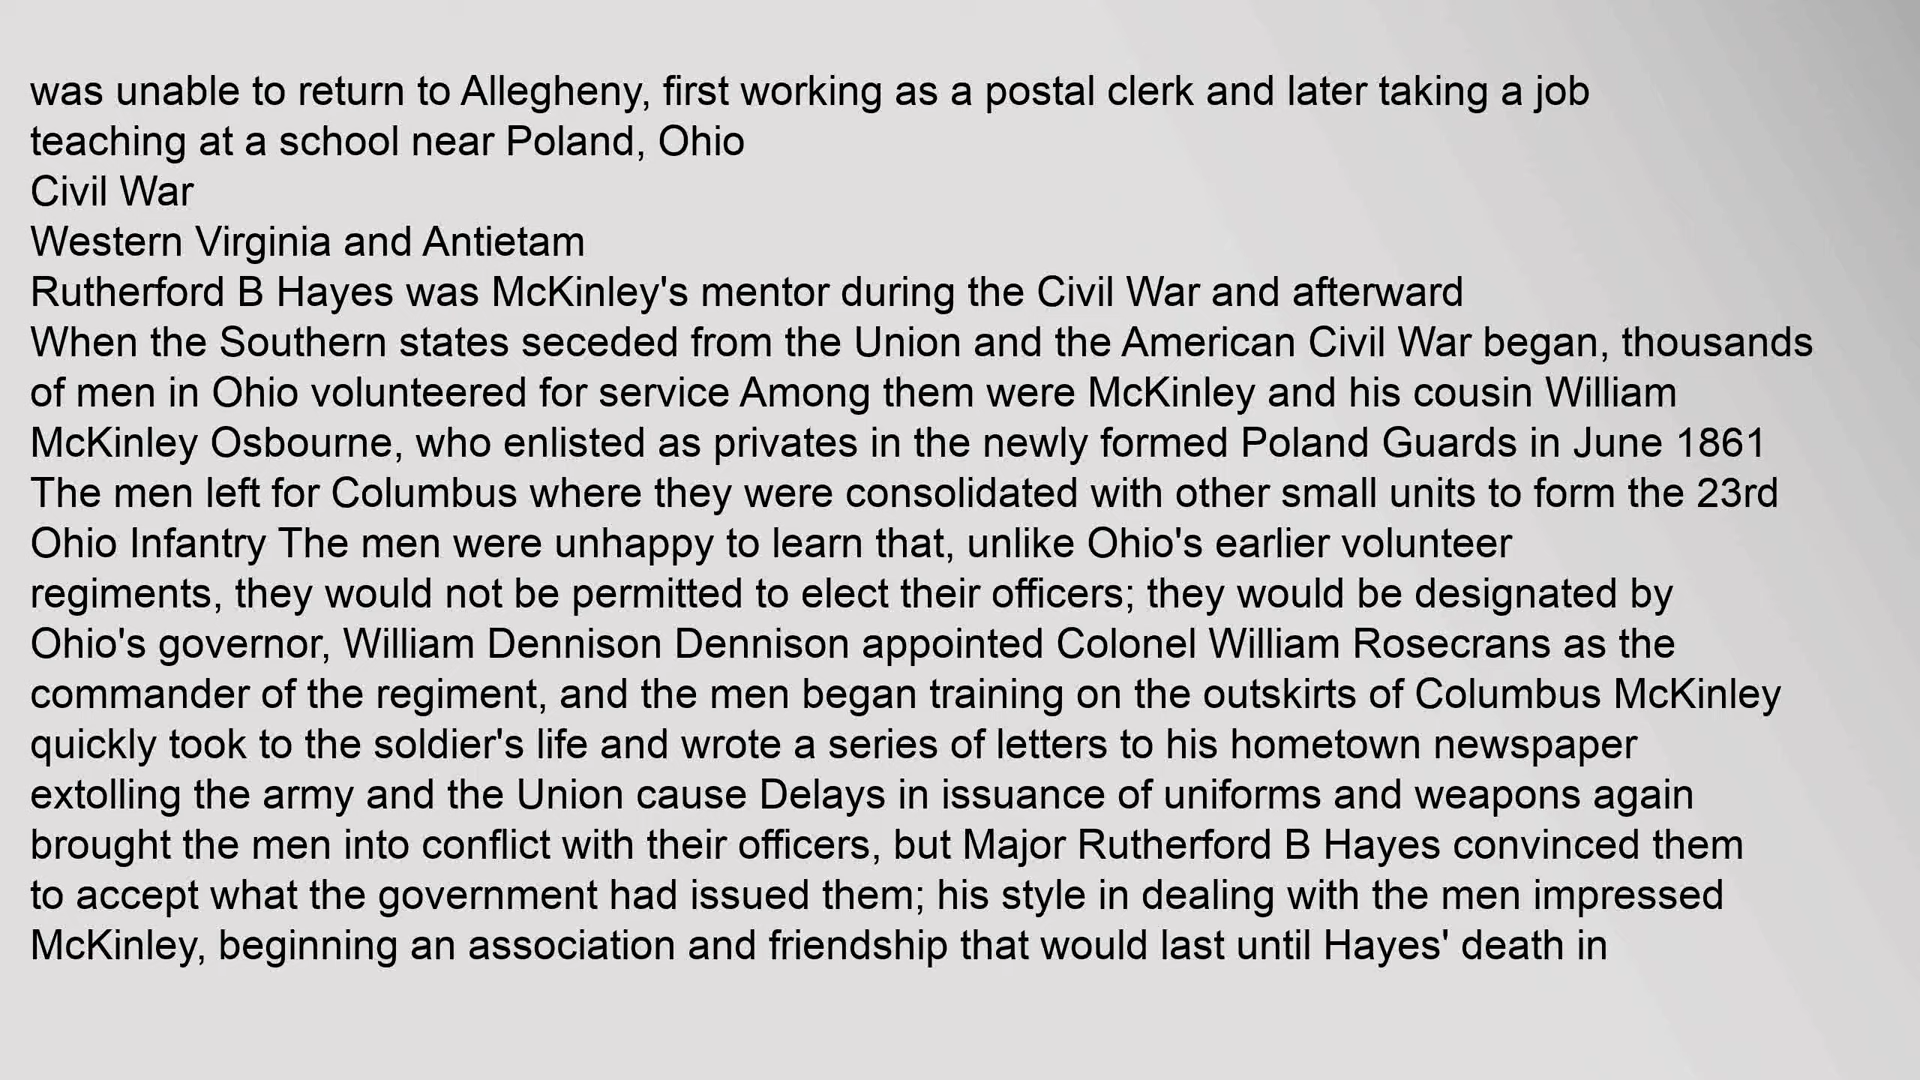 was unable to return to Allegheny, first working as a postal clerk and later taking a job
teaching at a school near Poland, Ohio
Civil War
Western Virginia and Antietam
Rutherford B Hayes was McKinley's mentor during the Civil War and afterward
When the Southern states seceded from the Union and the American Civil War began, thousands
of men in Ohio volunteered for service Among them were McKinley and his cousin William
McKinley Osbourne, who enlisted as privates in the newly formed Poland Guards in June 1861
The men left for Columbus where they were consolidated with other small units to form the 23rd
Ohio Infantry The men were unhappy to learn that, unlike Ohio's earlier volunteer
regiments, they would not be permitted to elect their officers; they would be designated by
Ohio's governor, William Dennison Dennison appointed Colonel William Rosecrans as the
commander of the regiment, and the men began training on the outskirts of Columbus McKinley
quickly took to the soldier's life and wrote a series of letters to his hometown newspaper
extolling the army and the Union cause Delays in issuance of uniforms and weapons again
brought the men into conflict with their officers, but Major Rutherford B Hayes convinced them
to accept what the government had issued them; his style in dealing with the men impressed
McKinley, beginning an association and friendship that would last until Hayes' death in